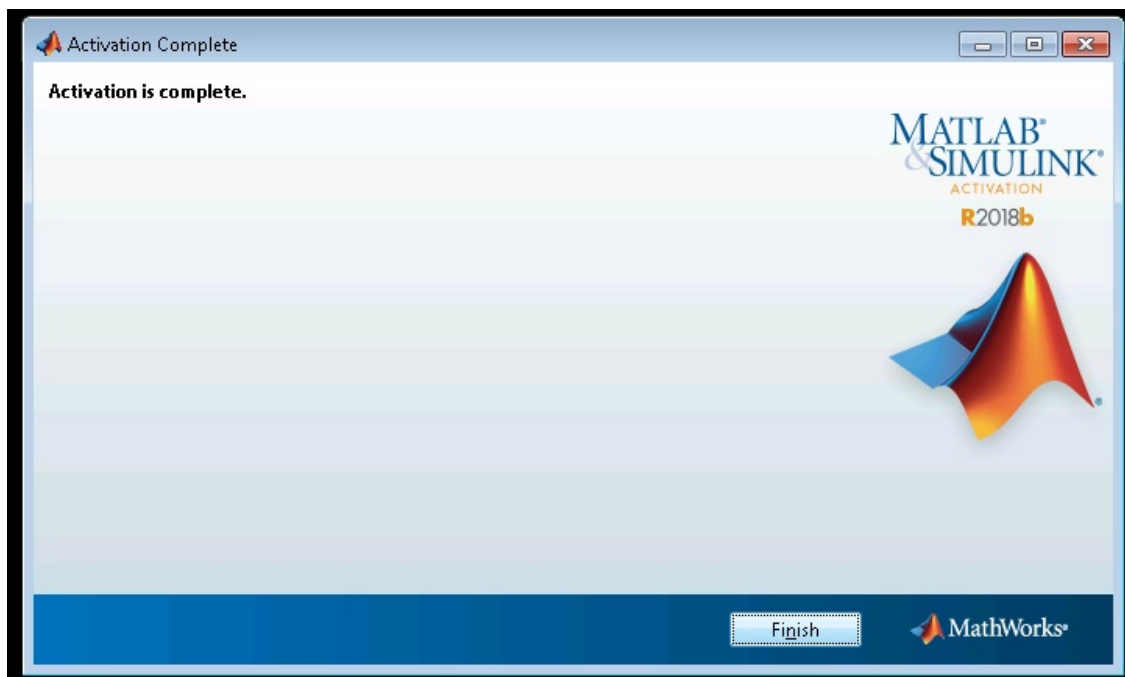 Activation Complete
Activation is complete.
MATLAB®
&SIMULINK®
ACTIVATION
R2018b
®
Finish
MathWorks®